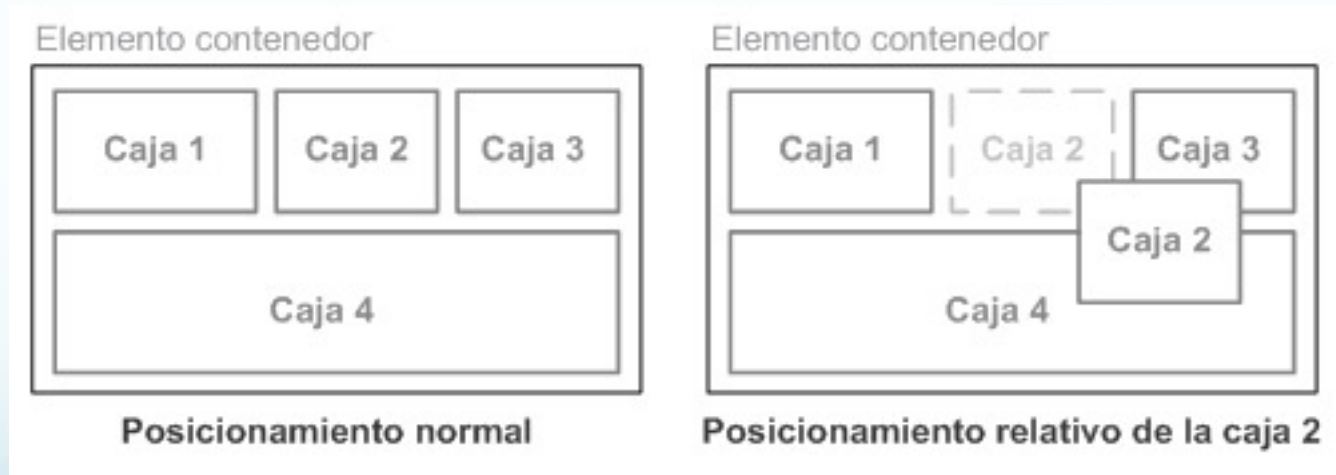 Elemento contenedor
Caja 1 Caja 2 Caja 3
Caja 4
Posicionamiento normal
Elemento contenedor
Caja 1 Caja 2 Caja 3
Caja 2
Caja 4
Posicionamiento relativo de la caja 2